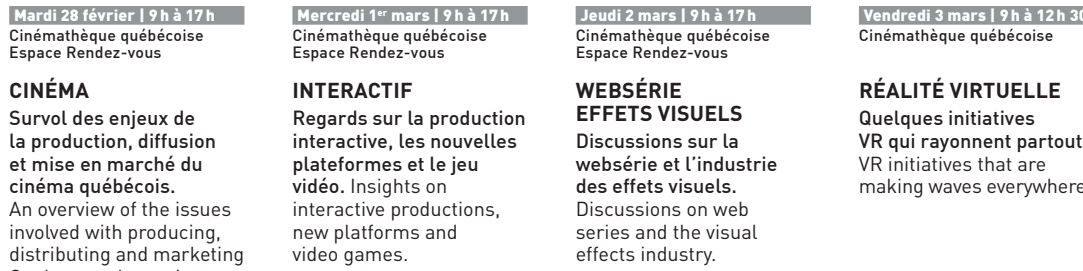 Mardi 28 février | 9 h à 17 h
Cinémathèque québécoise
Espace Rendez-vous
CINÉMA
Survol des enjeux de
la production, diffusion
et mise en marché du
cinéma québécois.
An overview of the issues
involved with producing,
distributing and marketing
Mercredi 1er mars | 9 h à 17 h
Cinémathèque québécoise
Espace Rendez-vous
INTERACTIF
Regards sur la production
interactive, les nouvelles
plateformes et le jeu
vidéo. Insights on
interactive productions,
new platforms and
video games.
Jeudi 2 mars | 9 h à 17 h
Cinémathèque québécoise
Espace Rendez-vous
WEBSÉRIE
EFFETS VISUELS
Discussions sur la
websérie et l'industrie
des effets visuels.
Discussions on web
series and the visual
effects industry.
Vendredi 3 mars | 9 h à 12 h 30
Cinémathèque québécoise
RÉALITÉ VIRTUELLE
Quelques initiatives
VR qui rayonnent partout
VR initiatives that are
making waves everywhere